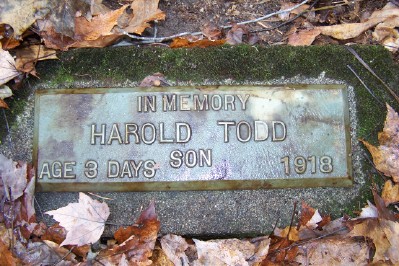 IN MEMORY
HAROLD TODD
AGE 3 DAYS SON 1918